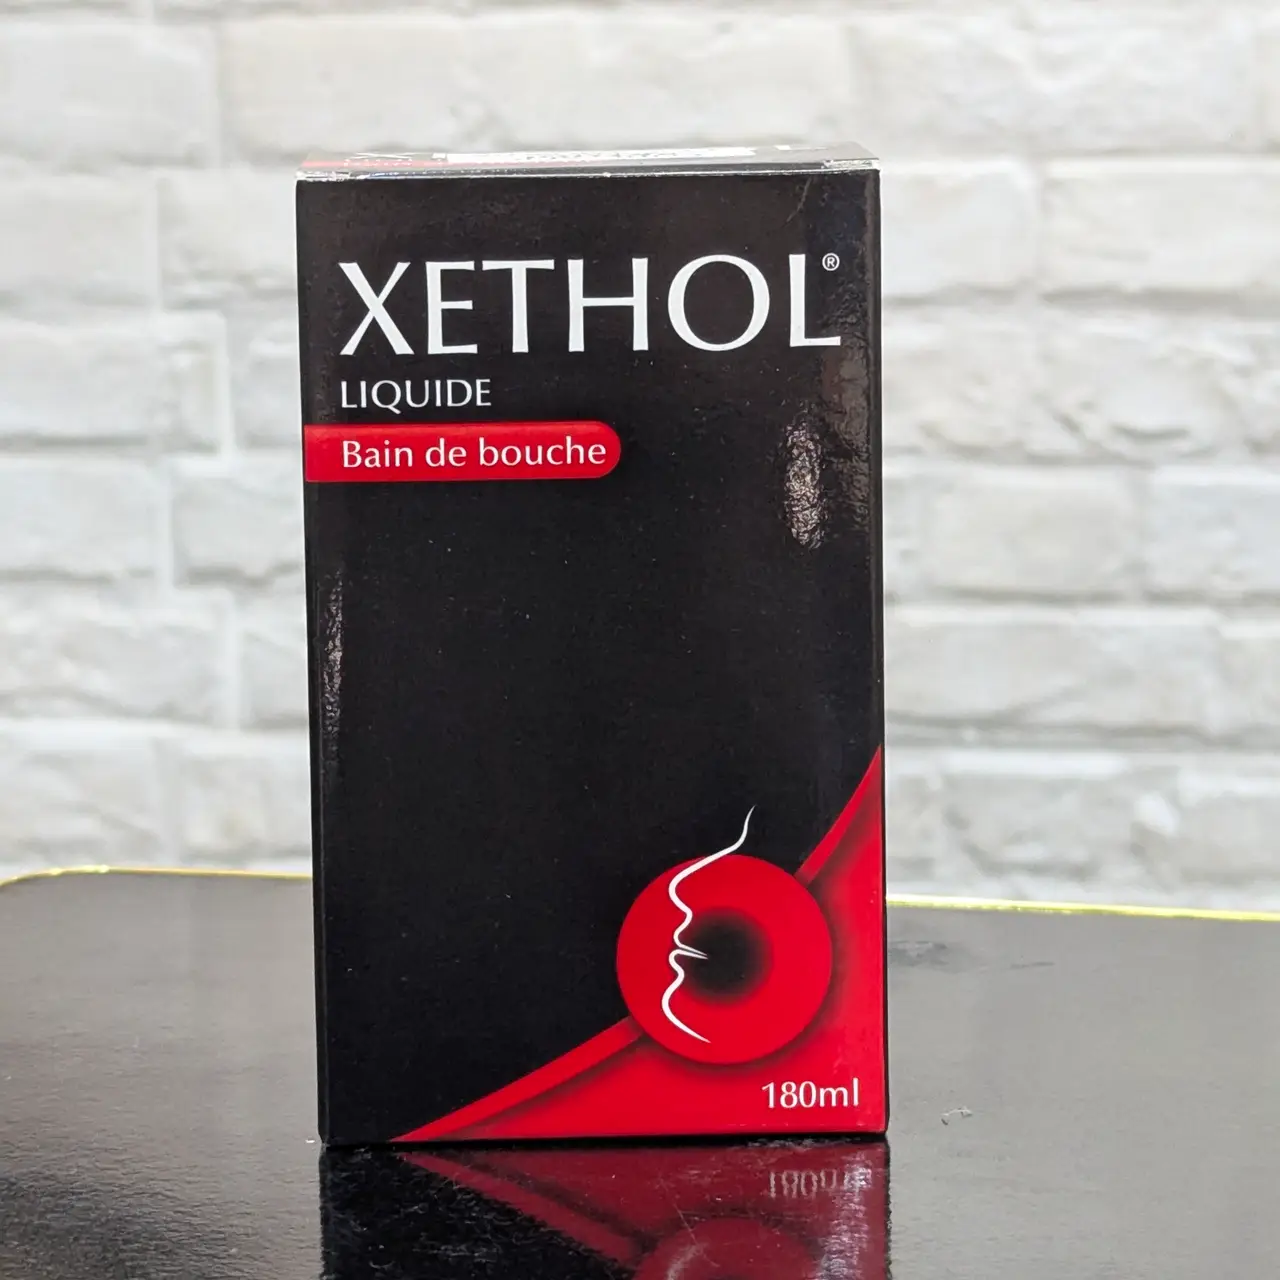 XETHOL®
LIQUIDE
Bain de bouche
180ml